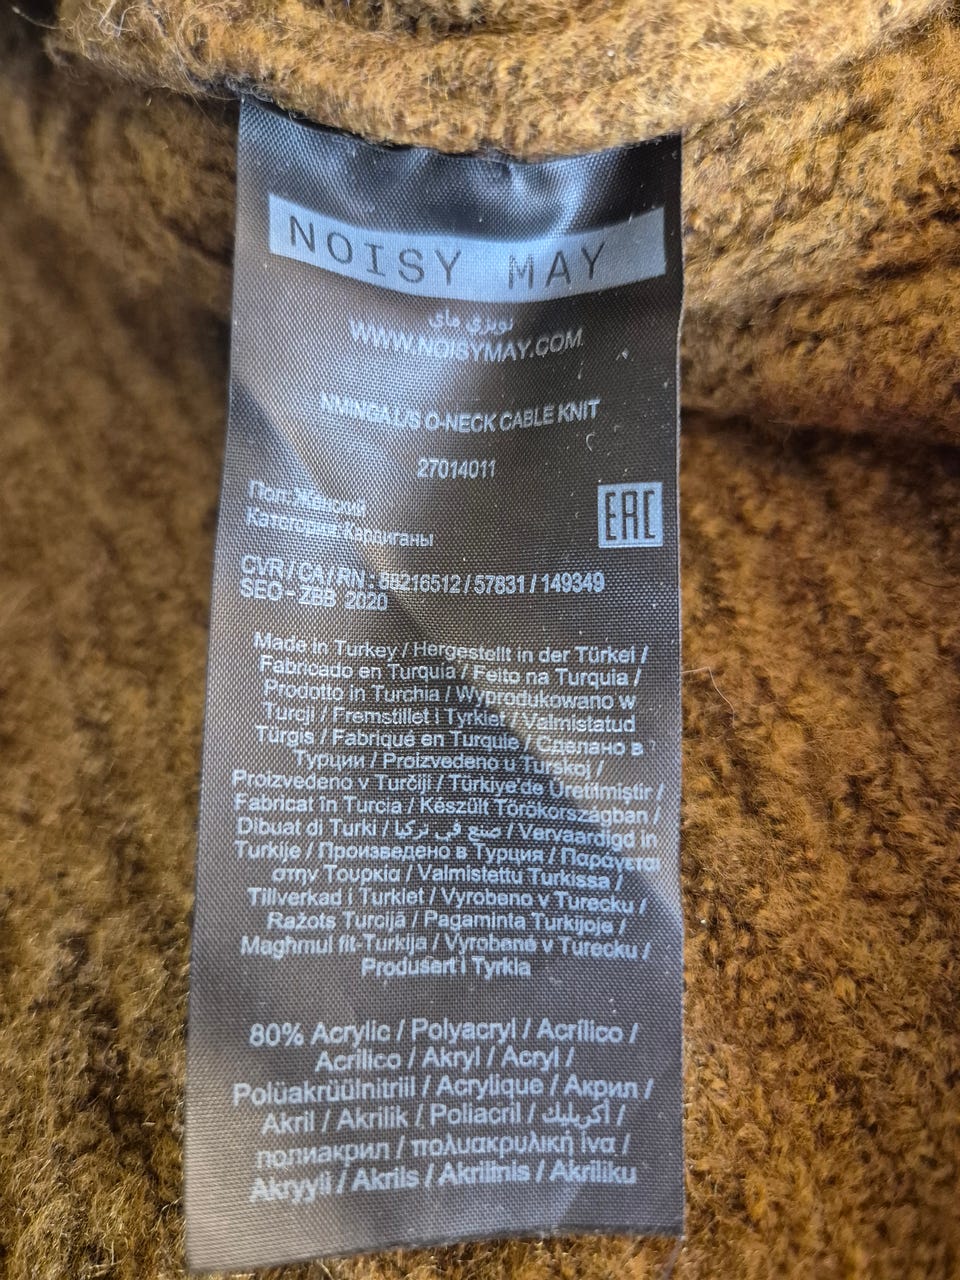 NOISY MAY
نويزي ماي
WWW.NOISYMAY.COM
NMINGA L/S O-NECK CABLE KNIT
27014011
Пол: Женский
Категория: Кардиганы
EAC
CVR / CA / RN : 88216512 / 57831 / 149349
SEO - ZBB 2020
Made in Turkey / Hergestellt in der Türkei /
Fabricado en Turquia / Feito na Turquia /
Prodotto in Turchia / Wyprodukowano w
Turcji / Fremstillet i Tyrkiet / Valmistatud
Türgis / Fabriqué en Turquie / Сделано в
Турции / Proizvedeno u Turskoj /
Proizvedeno v Turčiji / Türkiye'de Üretilmiştir /
Fabricat în Turcia / Készült Törökországban /
Dibuat di Turki / صنع في تركيا / Vervaardigd in
Turkije / Произведено в Турция / Παράγεται
στην Τουρκία / Valmistettu Turkissa /
Tillverkad i Turkiet / Vyrobeno v Turecku /
Ražots Turcijā / Pagaminta Turkijoje /
Magħmul fit-Turkija / Vyrobené v Turecku /
Produsert i Tyrkia
80% Acrylic / Polyacryl / Acrílico /
Acrilico / Akryl / Acryl /
Polüakrüülnitriil / Acrylique / Акрил /
Akril / Akrilik / Poliacril / أكريليك /
полиакрил / πολυακρυλική ίνα /
Akryyli / Akrils / Akrilinis / Akriliku